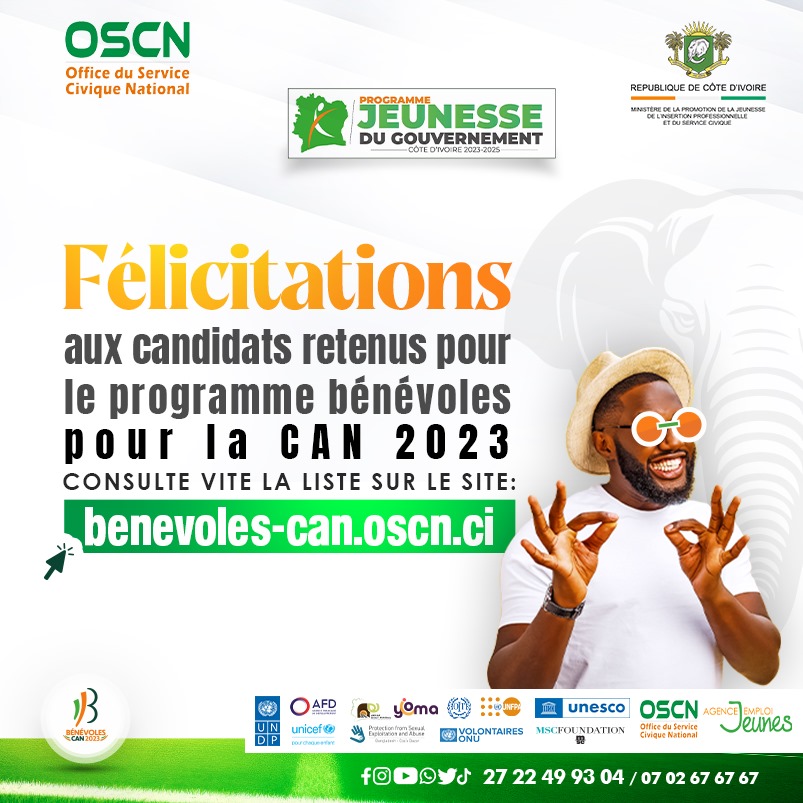 OSCN
Office du Service
Civique National
REPUBLIQUE DE CÔTE D'IVOIRE
MINISTÈRE DE LA PROMOTION DE LA JEUNESSE
DE L'INSERTION PROFESSIONNELLE
ET DU SERVICE CIVIQUE
PROGRAMME
JEUNESSE
DU GOUVERNEMENT
CÔTE D'IVOIRE 2023-2025
Félicitations
aux candidats retenus pour
le programme bénévoles
pour la CAN 2023
CONSULTE VITE LA LISTE SUR LE SITE:
benevoles-can.oscn.ci
BÉNÉVOLES
CAN 2023
UNDP
AFD
unicef
pour chaque enfant
yoma
Protection from Sexual
Exploitation and Abuse
UNFPA
VOLONTAIRES
ONU
unesco
MSCFOUNDATION
OSCN
Office du Service
Civique National
AGENCE EMPLOI
Jeunes
27 22 49 93 04 / 07 02 67 67 67